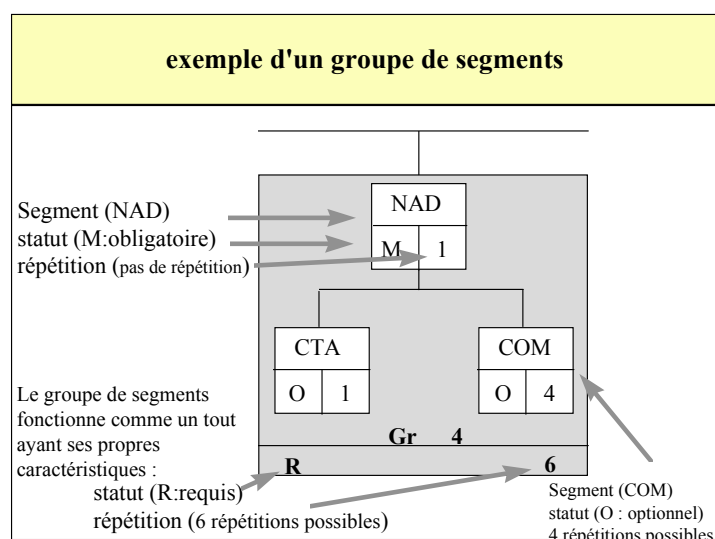 exemple d'un groupe de segments
Segment (NAD)
statut (M:obligatoire)
répétition (pas de répétition)
NAD
M 1
CTA
O 1
COM
O 4
Le groupe de segments
fonctionne comme un tout
ayant ses propres
caractéristiques :
statut (R:requis)
répétition (6 répétitions possibles)
Gr 4
R 6
Segment (COM)
statut (O : optionnel)
4 répétitions possibles